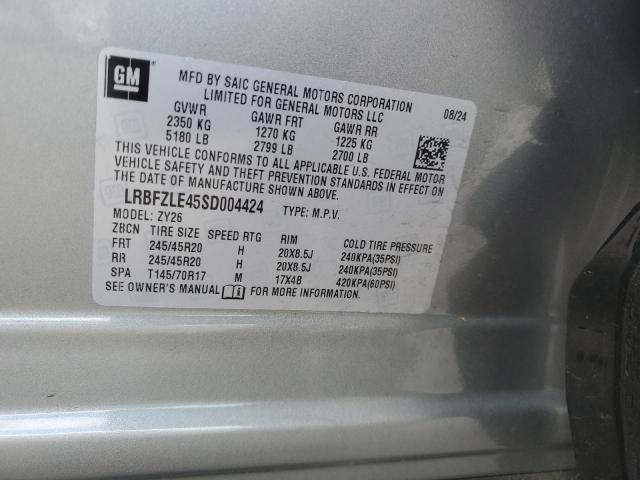 GM
MFD BY SAIC GENERAL MOTORS CORPORATION
LIMITED FOR GENERAL MOTORS LLC
08/24
GVWR GAWR FRT GAWR RR
2350 KG 1270 KG 1225 KG
5180 LB 2799 LB 2700 LB
THIS VEHICLE CONFORMS TO ALL APPLICABLE U.S. FEDERAL MOTOR
VEHICLE SAFETY AND THEFT PREVENTION STANDARDS IN EFFECT ON
THE DATE OF MANUFACTURE SHOWN ABOVE.
LRBFZLE45SD004424 TYPE: M.P.V.
MODEL: ZY26
ZBCN TIRE SIZE SPEED RTG RIM COLD TIRE PRESSURE
FRT 245/45R20 H 20X8.5J 240KPA(35PSI)
RR 245/45R20 H 20X8.5J 240KPA(35PSI)
SPA T145/70R17 M 17X4B 420KPA(60PSI)
SEE OWNER'S MANUAL FOR MORE INFORMATION.